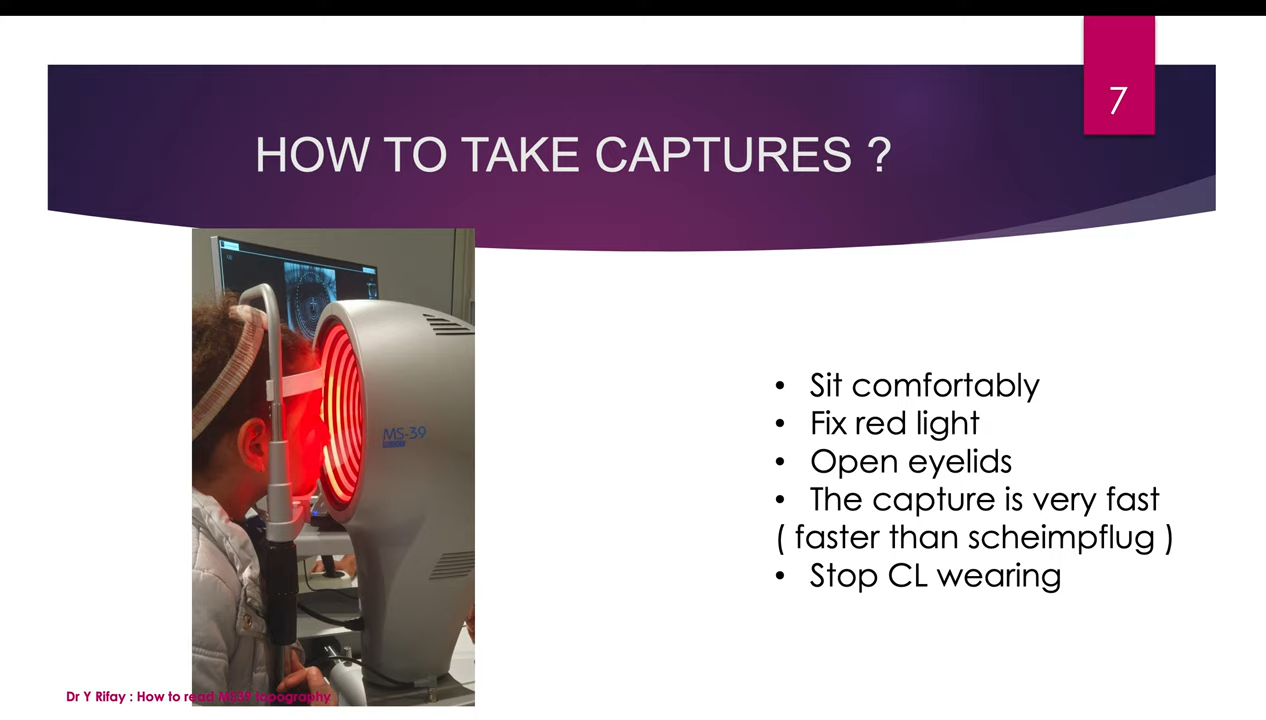 7
HOW TO TAKE CAPTURES ?
MS-39
• Sit comfortably
• Fix red light
• Open eyelids
• The capture is very fast
( faster than scheimpflug )
• Stop CL wearing
Dr Y Rifay : How to read MS39 topography